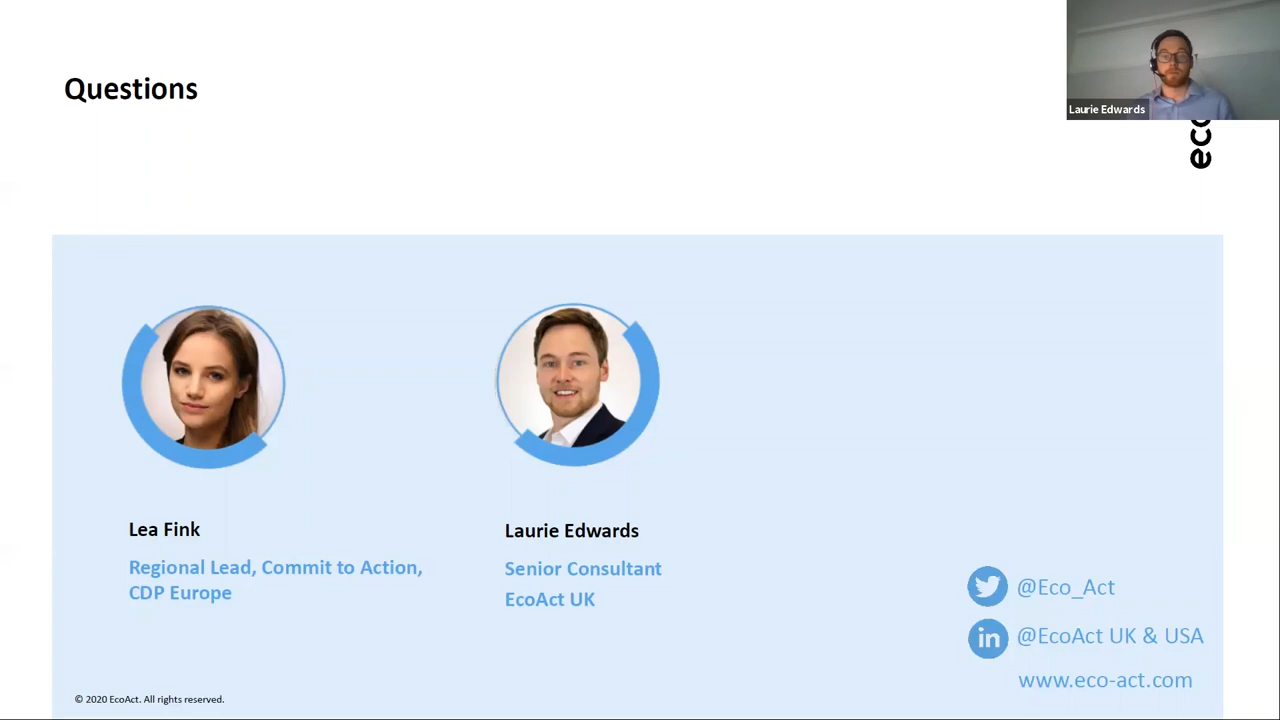 Questions
Laurie Edwards
eco
Lea Fink
Regional Lead, Commit to Action,
CDP Europe
Laurie Edwards
Senior Consultant
EcoAct UK
@Eco_Act
in @EcoAct UK & USA
www.eco-act.com
© 2020 EcoAct. All rights reserved.